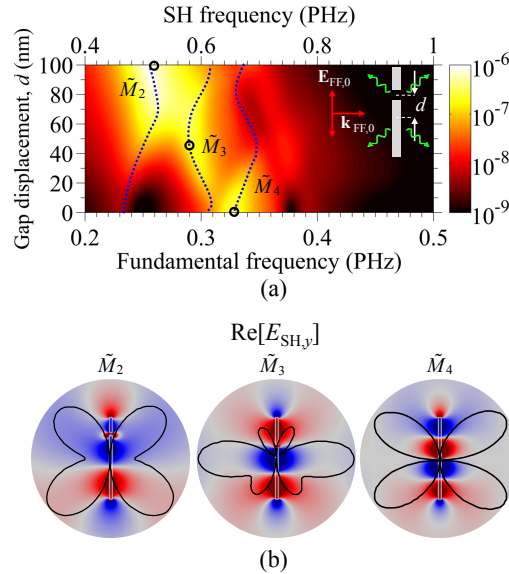 SH frequency (PHz)
0.4 0.6 0.8 1
Gap displacement, d (nm)
100
80
60
40
20
0
M̃₂
M̃₃
M̃₄
E_FF,0
k_FF,0
d
10⁻⁶
10⁻⁷
10⁻⁸
10⁻⁹
0.2 0.3 0.4 0.5
Fundamental frequency (PHz)
(a)
Re[E_SH,y]
M̃₂ M̃₃ M̃₄
(b)